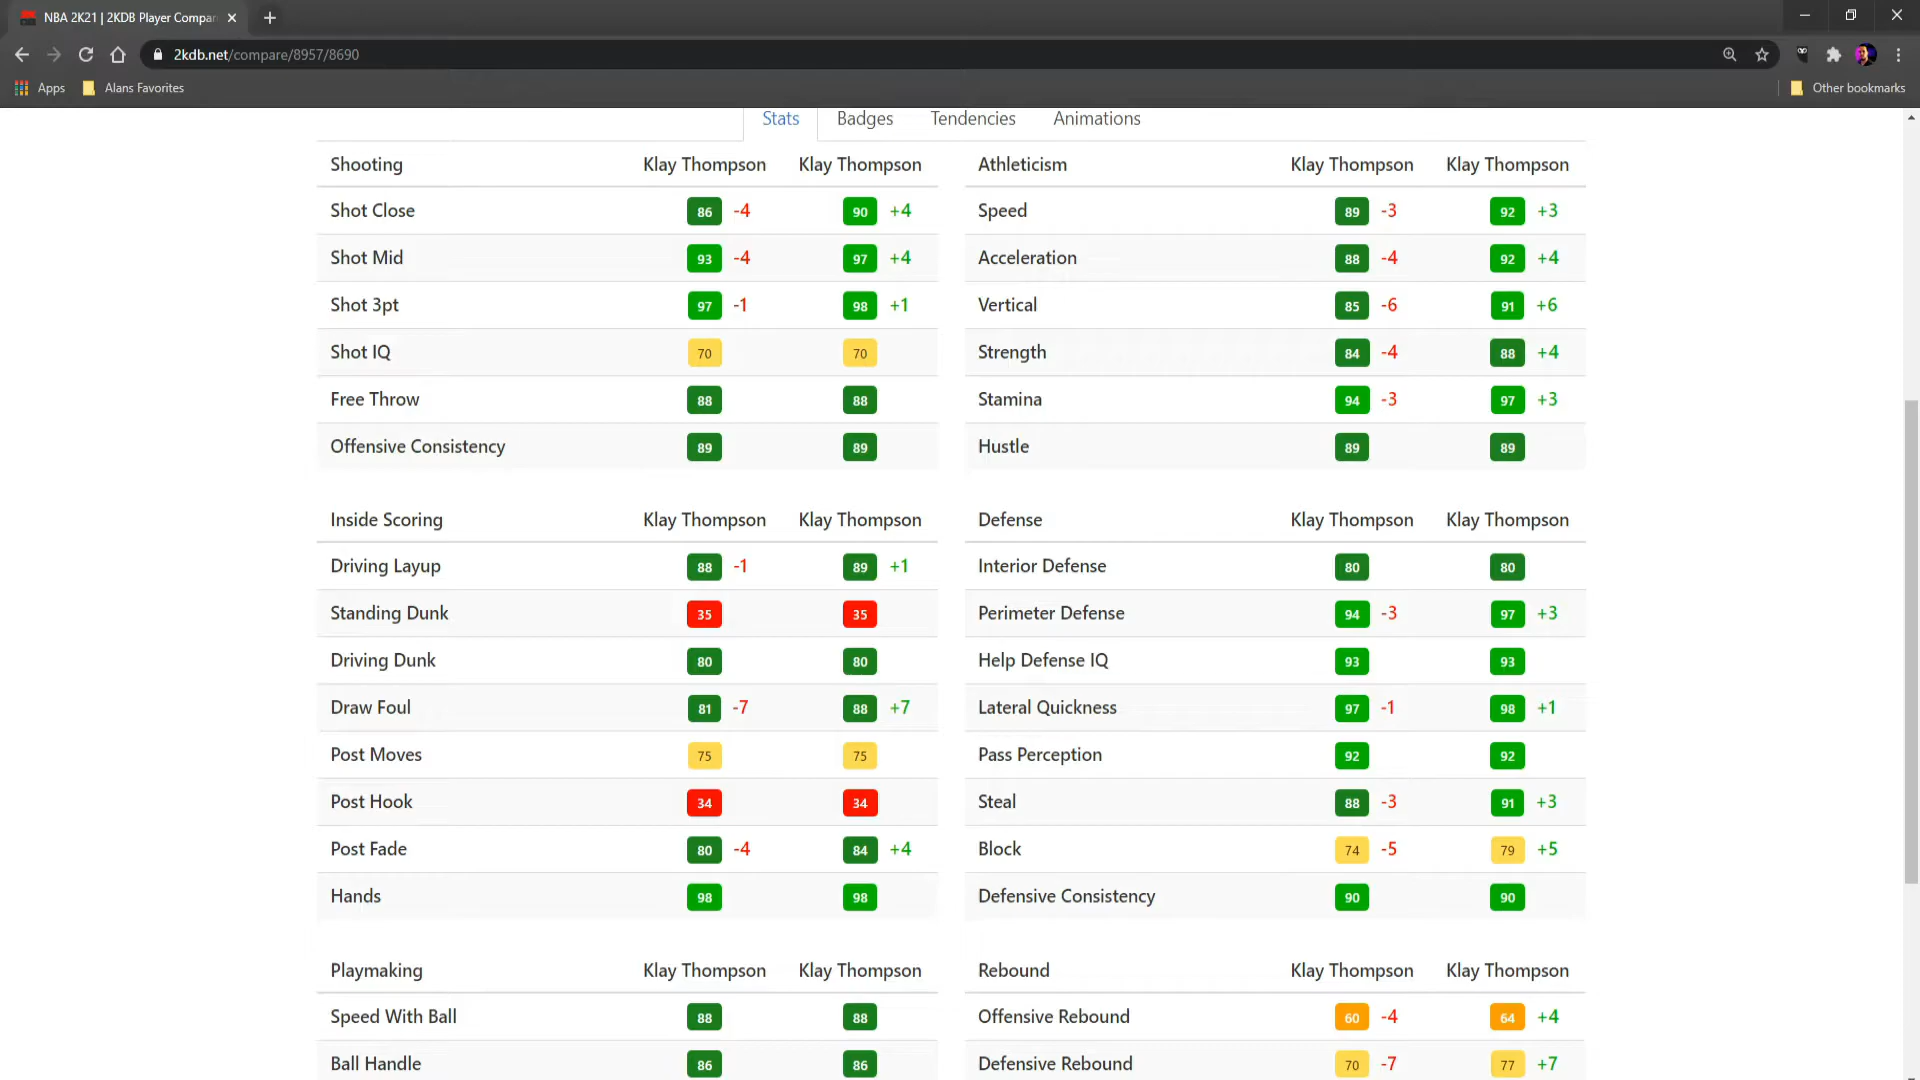 NBA 2K21 | 2KDB Player Compar
2kdb.net/compare/8957/8690
Apps Alans Favorites Other bookmarks
Stats Badges Tendencies Animations
Shooting Klay Thompson Klay Thompson
Shot Close 86 -4 90 +4
Shot Mid 93 -4 97 +4
Shot 3pt 97 -1 98 +1
Shot IQ 70 70
Free Throw 88 88
Offensive Consistency 89 89
Athleticism Klay Thompson Klay Thompson
Speed 89 -3 92 +3
Acceleration 88 -4 92 +4
Vertical 85 -6 91 +6
Strength 84 -4 88 +4
Stamina 94 -3 97 +3
Hustle 89 89
Inside Scoring Klay Thompson Klay Thompson
Driving Layup 88 -1 89 +1
Standing Dunk 35 35
Driving Dunk 80 80
Draw Foul 81 -7 88 +7
Post Moves 75 75
Post Hook 34 34
Post Fade 80 -4 84 +4
Hands 98 98
Defense Klay Thompson Klay Thompson
Interior Defense 80 80
Perimeter Defense 94 -3 97 +3
Help Defense IQ 93 93
Lateral Quickness 97 -1 98 +1
Pass Perception 92 92
Steal 88 -3 91 +3
Block 74 -5 79 +5
Defensive Consistency 90 90
Playmaking Klay Thompson Klay Thompson
Speed With Ball 88 88
Ball Handle 86 86
Rebound Klay Thompson Klay Thompson
Offensive Rebound 60 -4 64 +4
Defensive Rebound 70 -7 77 +7